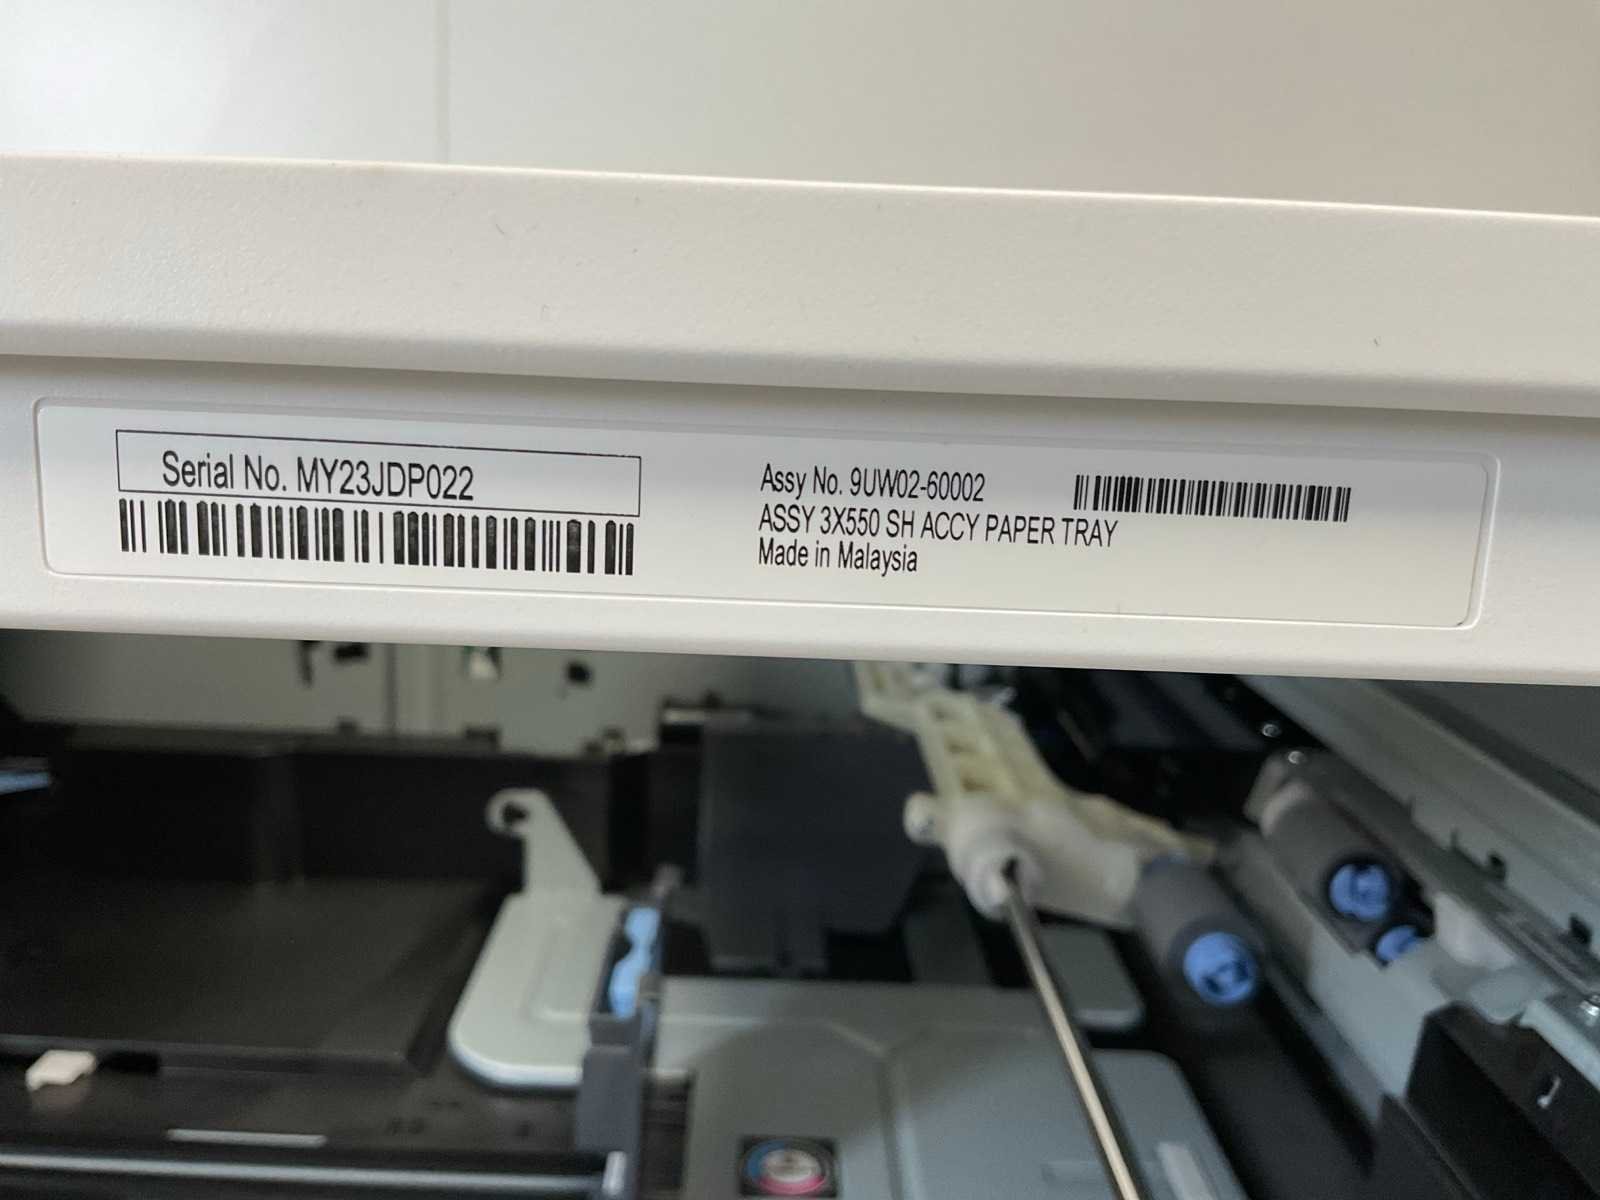 Serial No. MY23JDP022
Assy No. 9UW02-60002
ASSY 3X550 SH ACCY PAPER TRAY
Made in Malaysia